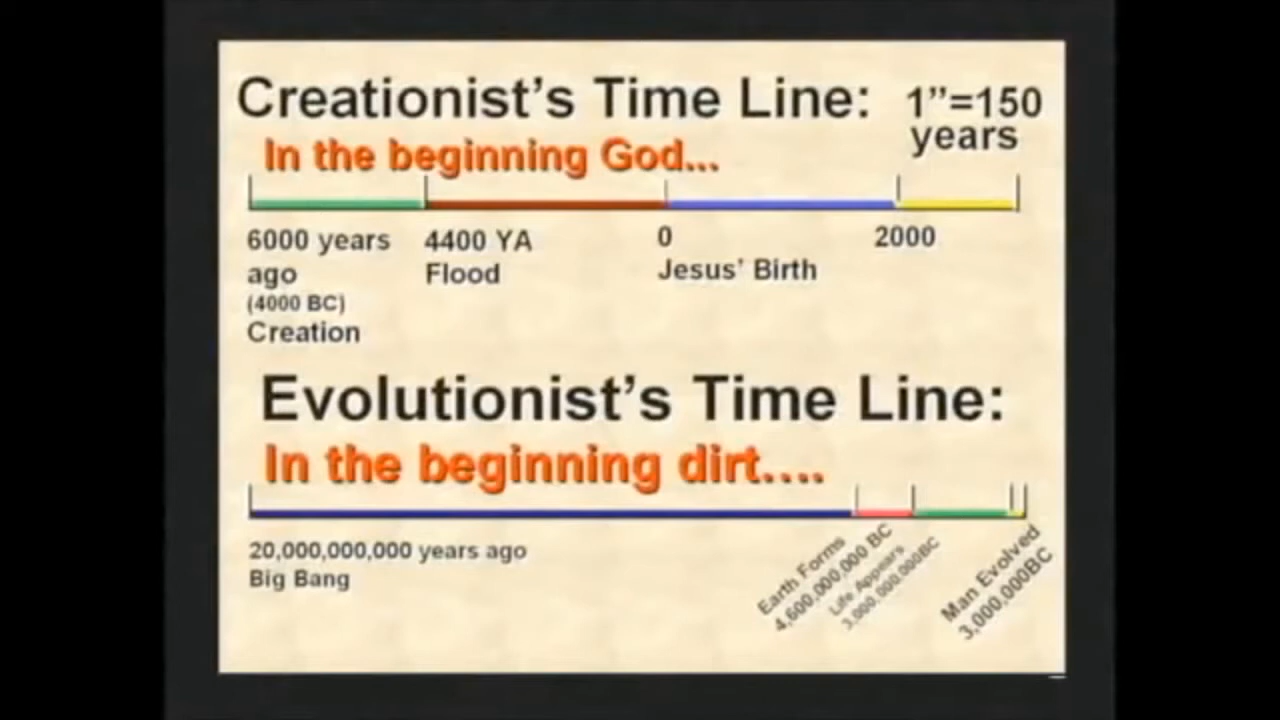 Creationist's Time Line:
1”=150
years
In the beginning God...
6000 years
ago
(4000 BC)
Creation
4400 YA
Flood
0
Jesus’ Birth
2000
Evolutionist’s Time Line:
In the beginning dirt....
20,000,000,000 years ago
Big Bang
Earth Forms
4,600,000,000 BC
Life Appears
3,000,000,000BC
Man Evolved
3,000,000BC